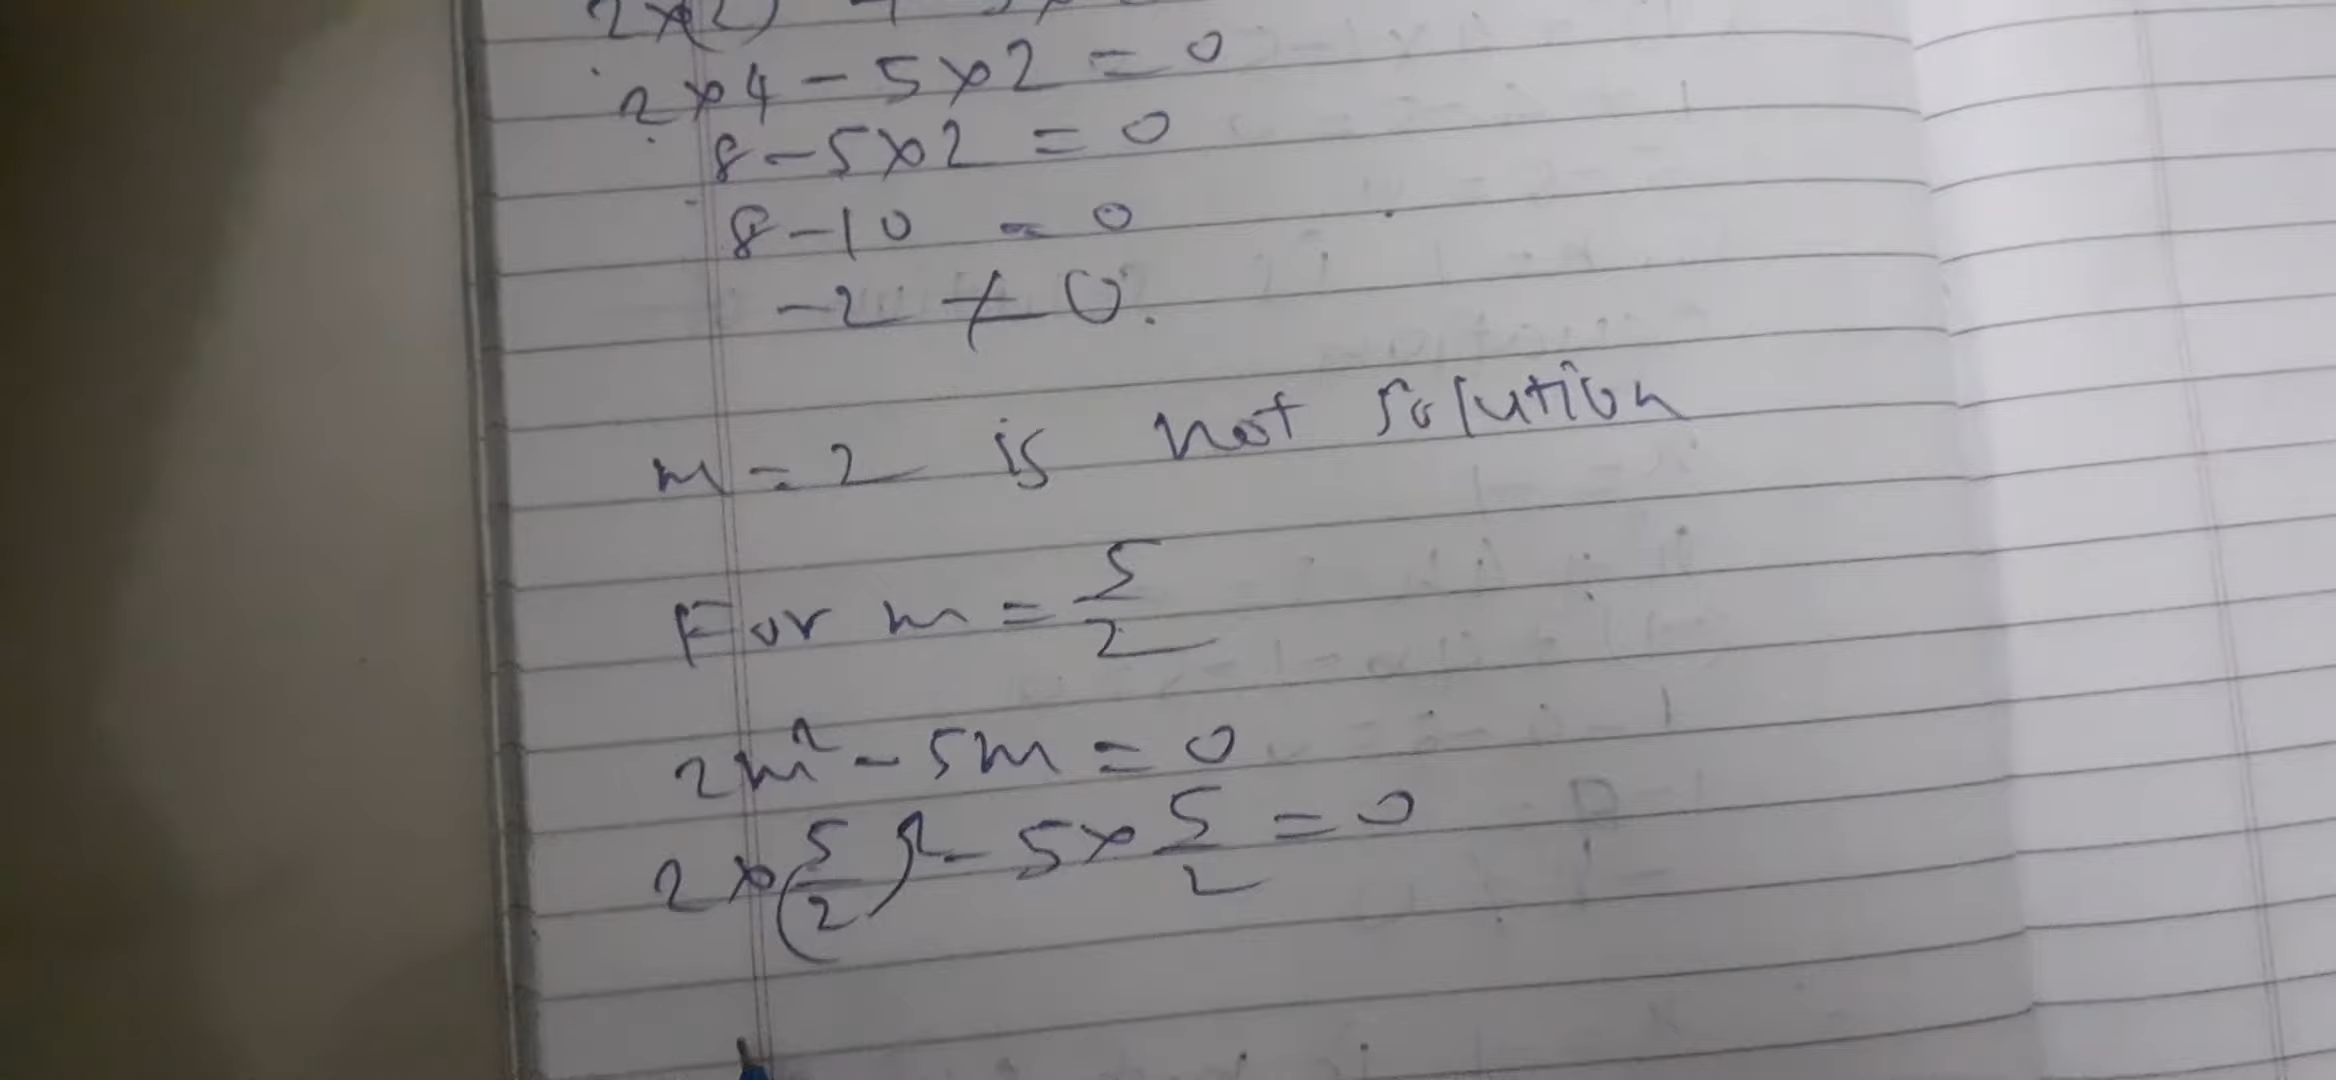 2×4 - 5×2 = 0
8 - 5×2 = 0
8 - 10 = 0
-2 ≠ 0.
m = 2 is not solution
For m = 5/2
2m² - 5m = 0
2×(5/2)² - 5×5/2 = 0